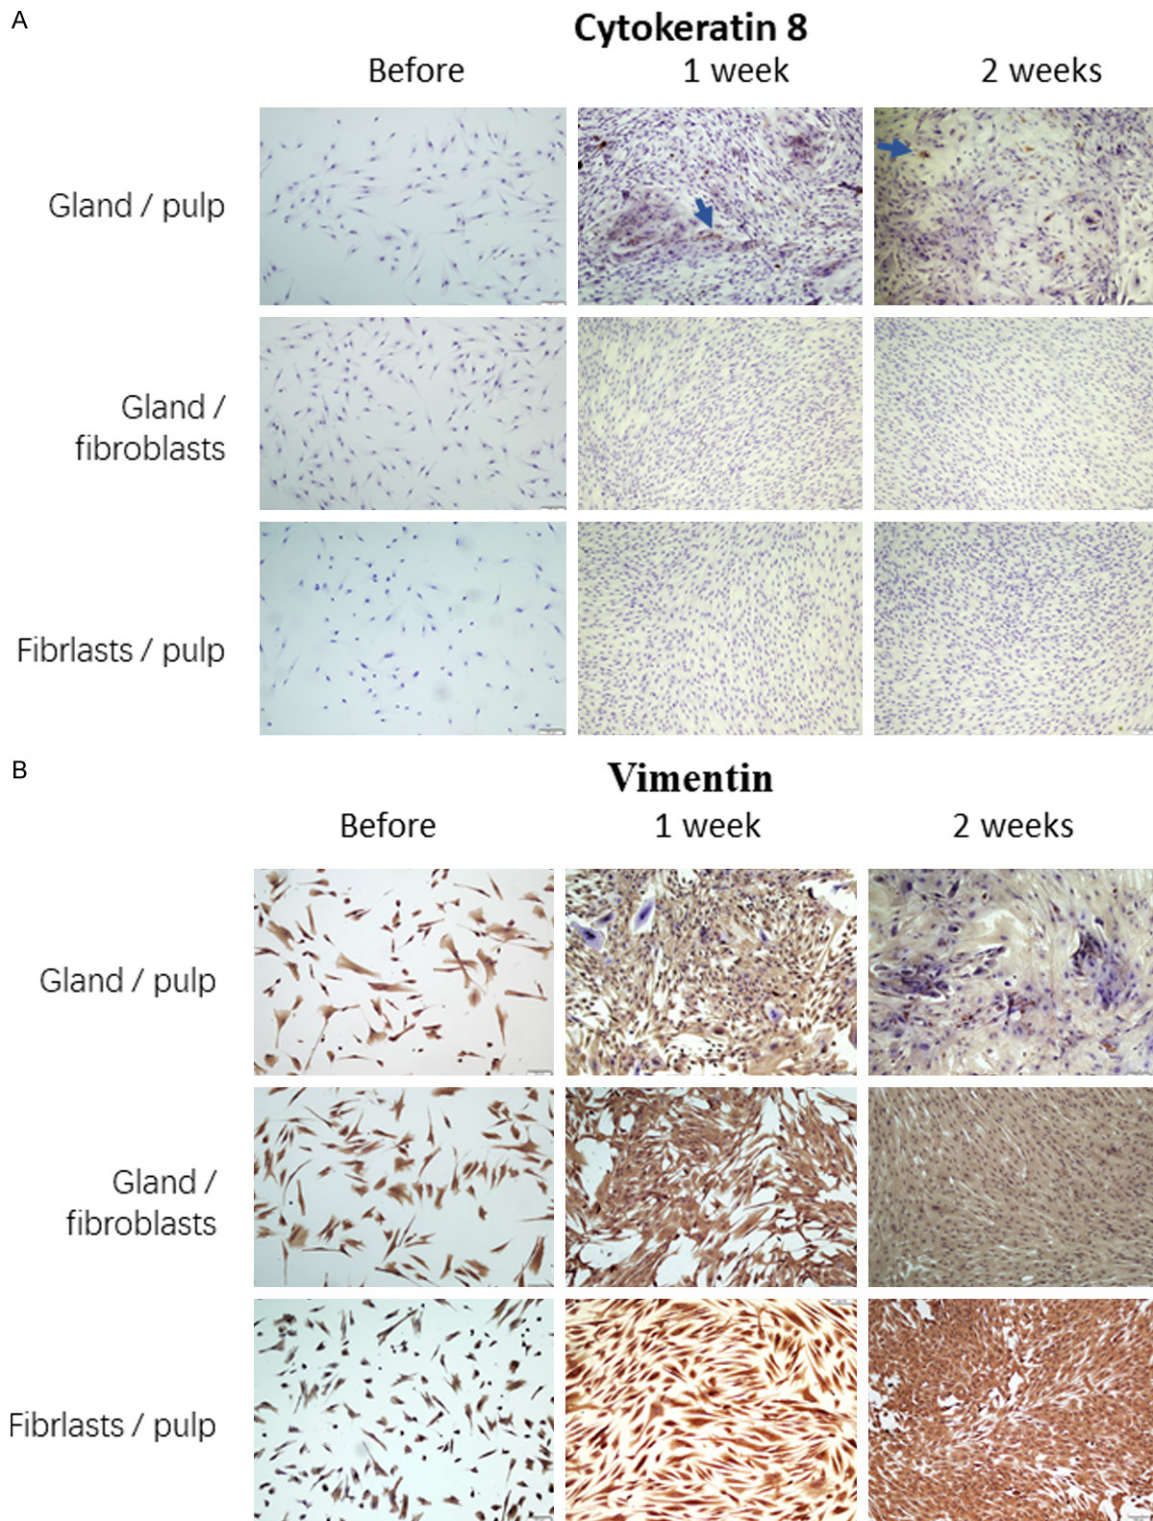 A
Cytokeratin 8
Before 1 week 2 weeks
Gland / pulp
Gland /
fibroblasts
Fibrlasts / pulp
B
Vimentin
Before 1 week 2 weeks
Gland / pulp
Gland /
fibroblasts
Fibrlasts / pulp